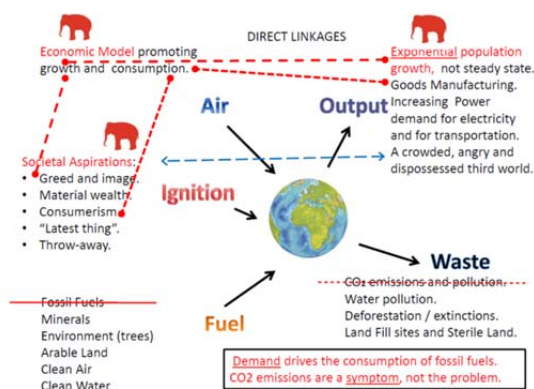 DIRECT LINKAGES
Economic Model promoting
growth and consumption.
Exponential population
growth, not steady state.
Goods Manufacturing.
Increasing Power
demand for electricity
and for transportation.
A crowded, angry and
dispossessed third world.
Air
Output
Societal Aspirations:
• Greed and image.
• Material wealth.
• Consumerism.
• "Latest thing".
• Throw-away.
Ignition
Waste
CO₂ emissions and pollution.
Water pollution.
Deforestation / extinctions.
Land Fill sites and Sterile Land.
Fossil Fuels
Minerals
Environment (trees)
Arable Land
Clean Air
Clean Water
Fuel
Demand drives the consumption of fossil fuels.
CO2 emissions are a symptom, not the problem.